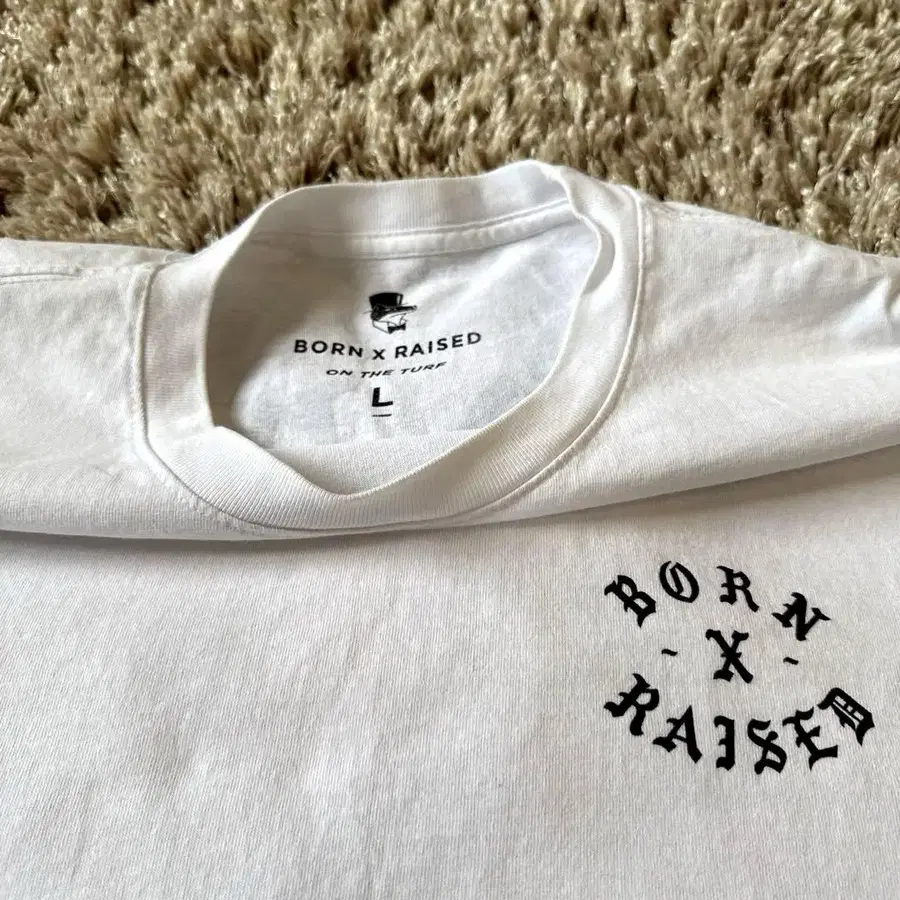 BORN X RAISED
ON THE TURF
L
BORN
- X -
RAISED